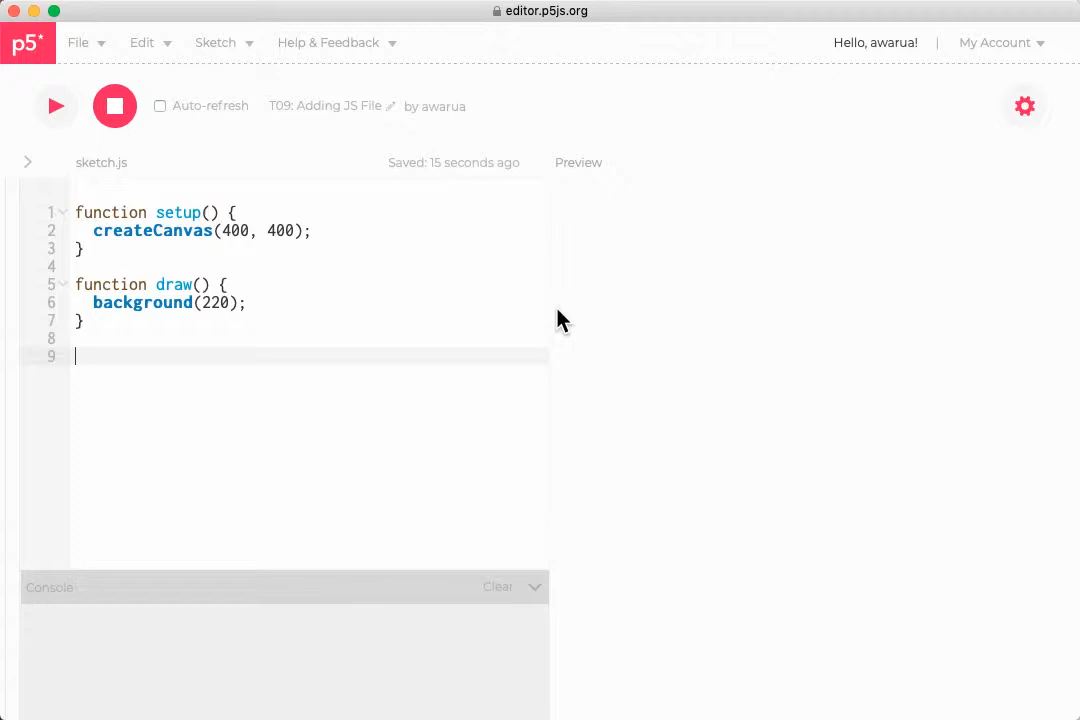 editor.p5js.org
p5* File Edit Sketch Help & Feedback Hello, awarua! | My Account
Auto-refresh T09: Adding JS File by awarua
sketch.js Saved: 15 seconds ago Preview
1 function setup() {
2 createCanvas(400, 400);
3 }
4
5 function draw() {
6 background(220);
7 }
8
9
Console Clear